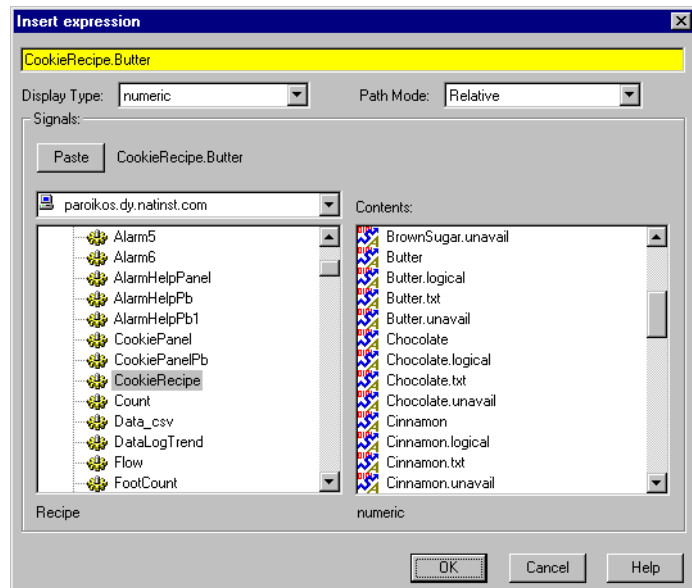 Insert expression
CookieRecipe.Butter
Display Type: numeric Path Mode: Relative
Signals:
Paste CookieRecipe.Butter
paroikos.dy.natinst.com Contents:
Alarm5 BrownSugar.unavail
Alarm6 Butter
AlarmHelpPanel Butter.logical
AlarmHelpPb Butter.txt
AlarmHelpPb1 Butter.unavail
CookiePanel Chocolate
CookiePanelPb Chocolate.logical
CookieRecipe Chocolate.txt
Count Chocolate.unavail
Data_csv Cinnamon
DataLogTrend Cinnamon.logical
Flow Cinnamon.txt
FootCount Cinnamon.unavail
Recipe numeric
OK Cancel Help